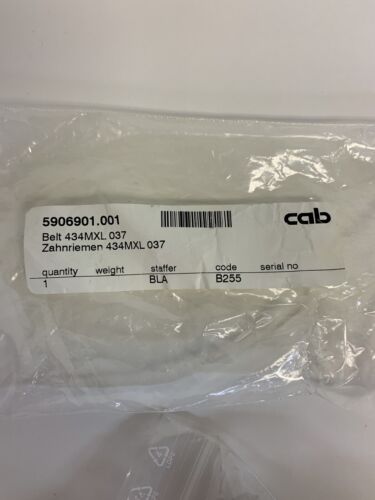 5906901.001
cab
Belt 434MXL 037
Zahnriemen 434MXL 037
quantity weight staffer code serial no
1 BLA B255